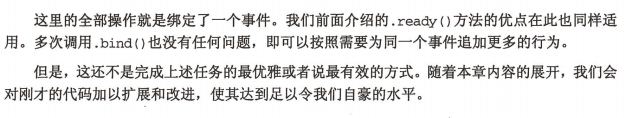 这里的全部操作就是绑定了一个事件。我们前面介绍的.ready()方法的优点在此也同样适
用。多次调用.bind()也没有任何问题，即可以按照需要为同一个事件追加更多的行为。
但是，这还不是完成上述任务的最优雅或者说最有效的方式。随着本章内容的展开，我们会
对刚才的代码加以扩展和改进，使其达到足以令我们自豪的水平。